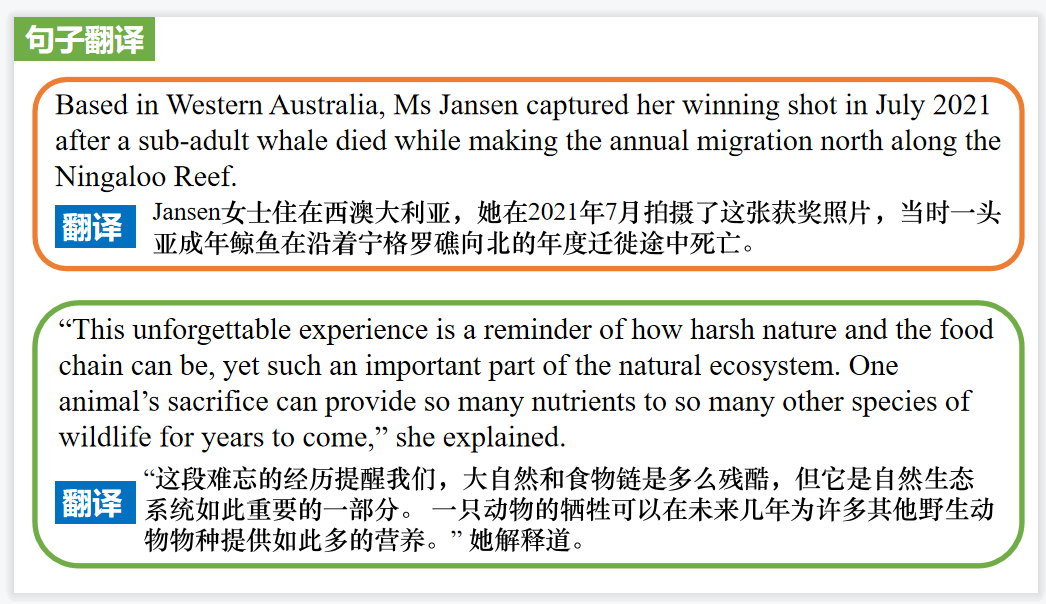 句子翻译
Based in Western Australia, Ms Jansen captured her winning shot in July 2021
after a sub-adult whale died while making the annual migration north along the
Ningaloo Reef.
翻译
Jansen女士住在西澳大利亚，她在2021年7月拍摄了这张获奖照片，当时一头
亚成年鲸鱼在沿着宁格罗礁向北的年度迁徙途中死亡。
“This unforgettable experience is a reminder of how harsh nature and the food
chain can be, yet such an important part of the natural ecosystem. One
animal’s sacrifice can provide so many nutrients to so many other species of
wildlife for years to come,” she explained.
翻译
“这段难忘的经历提醒我们，大自然和食物链是多么残酷，但它是自然生态
系统如此重要的一部分。 一只动物的牺牲可以在未来几年为许多其他野生动
物物种提供如此多的营养。” 她解释道。